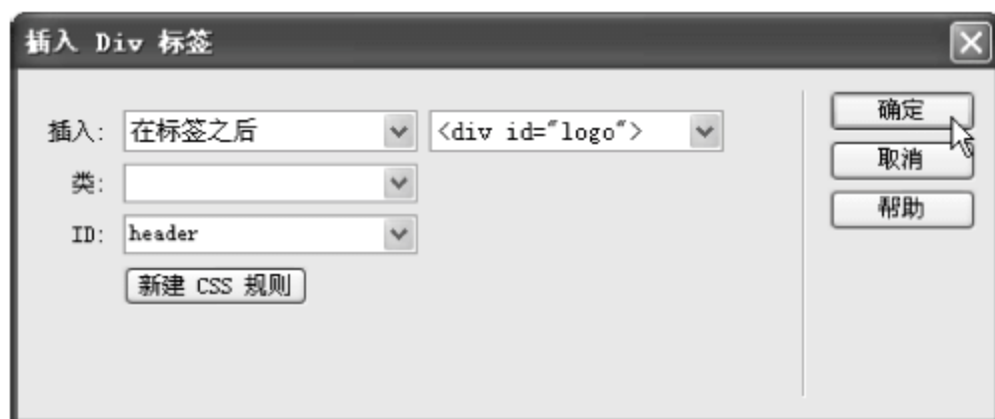 插入 Div 标签
插入: 在标签之后 <div id="logo">
类:
ID: header
新建 CSS 规则
确定
取消
帮助